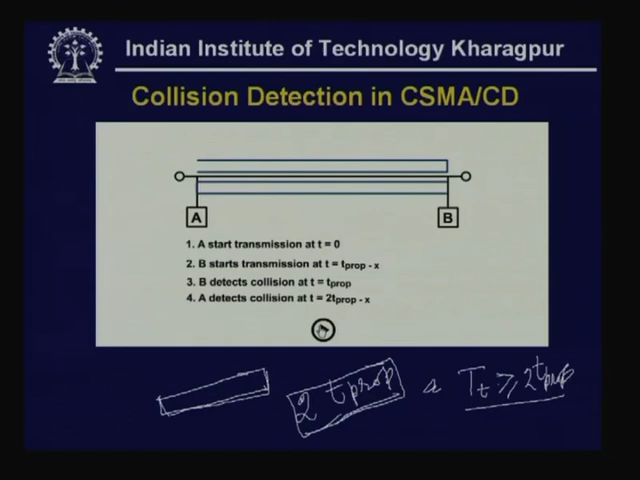 Indian Institute of Technology Kharagpur
Collision Detection in CSMA/CD
A B
1. A start transmission at t = 0
2. B starts transmission at t = tprop - x
3. B detects collision at t = tprop
4. A detects collision at t = 2tprop - x
2 tprop Tt ≥ 2tprop